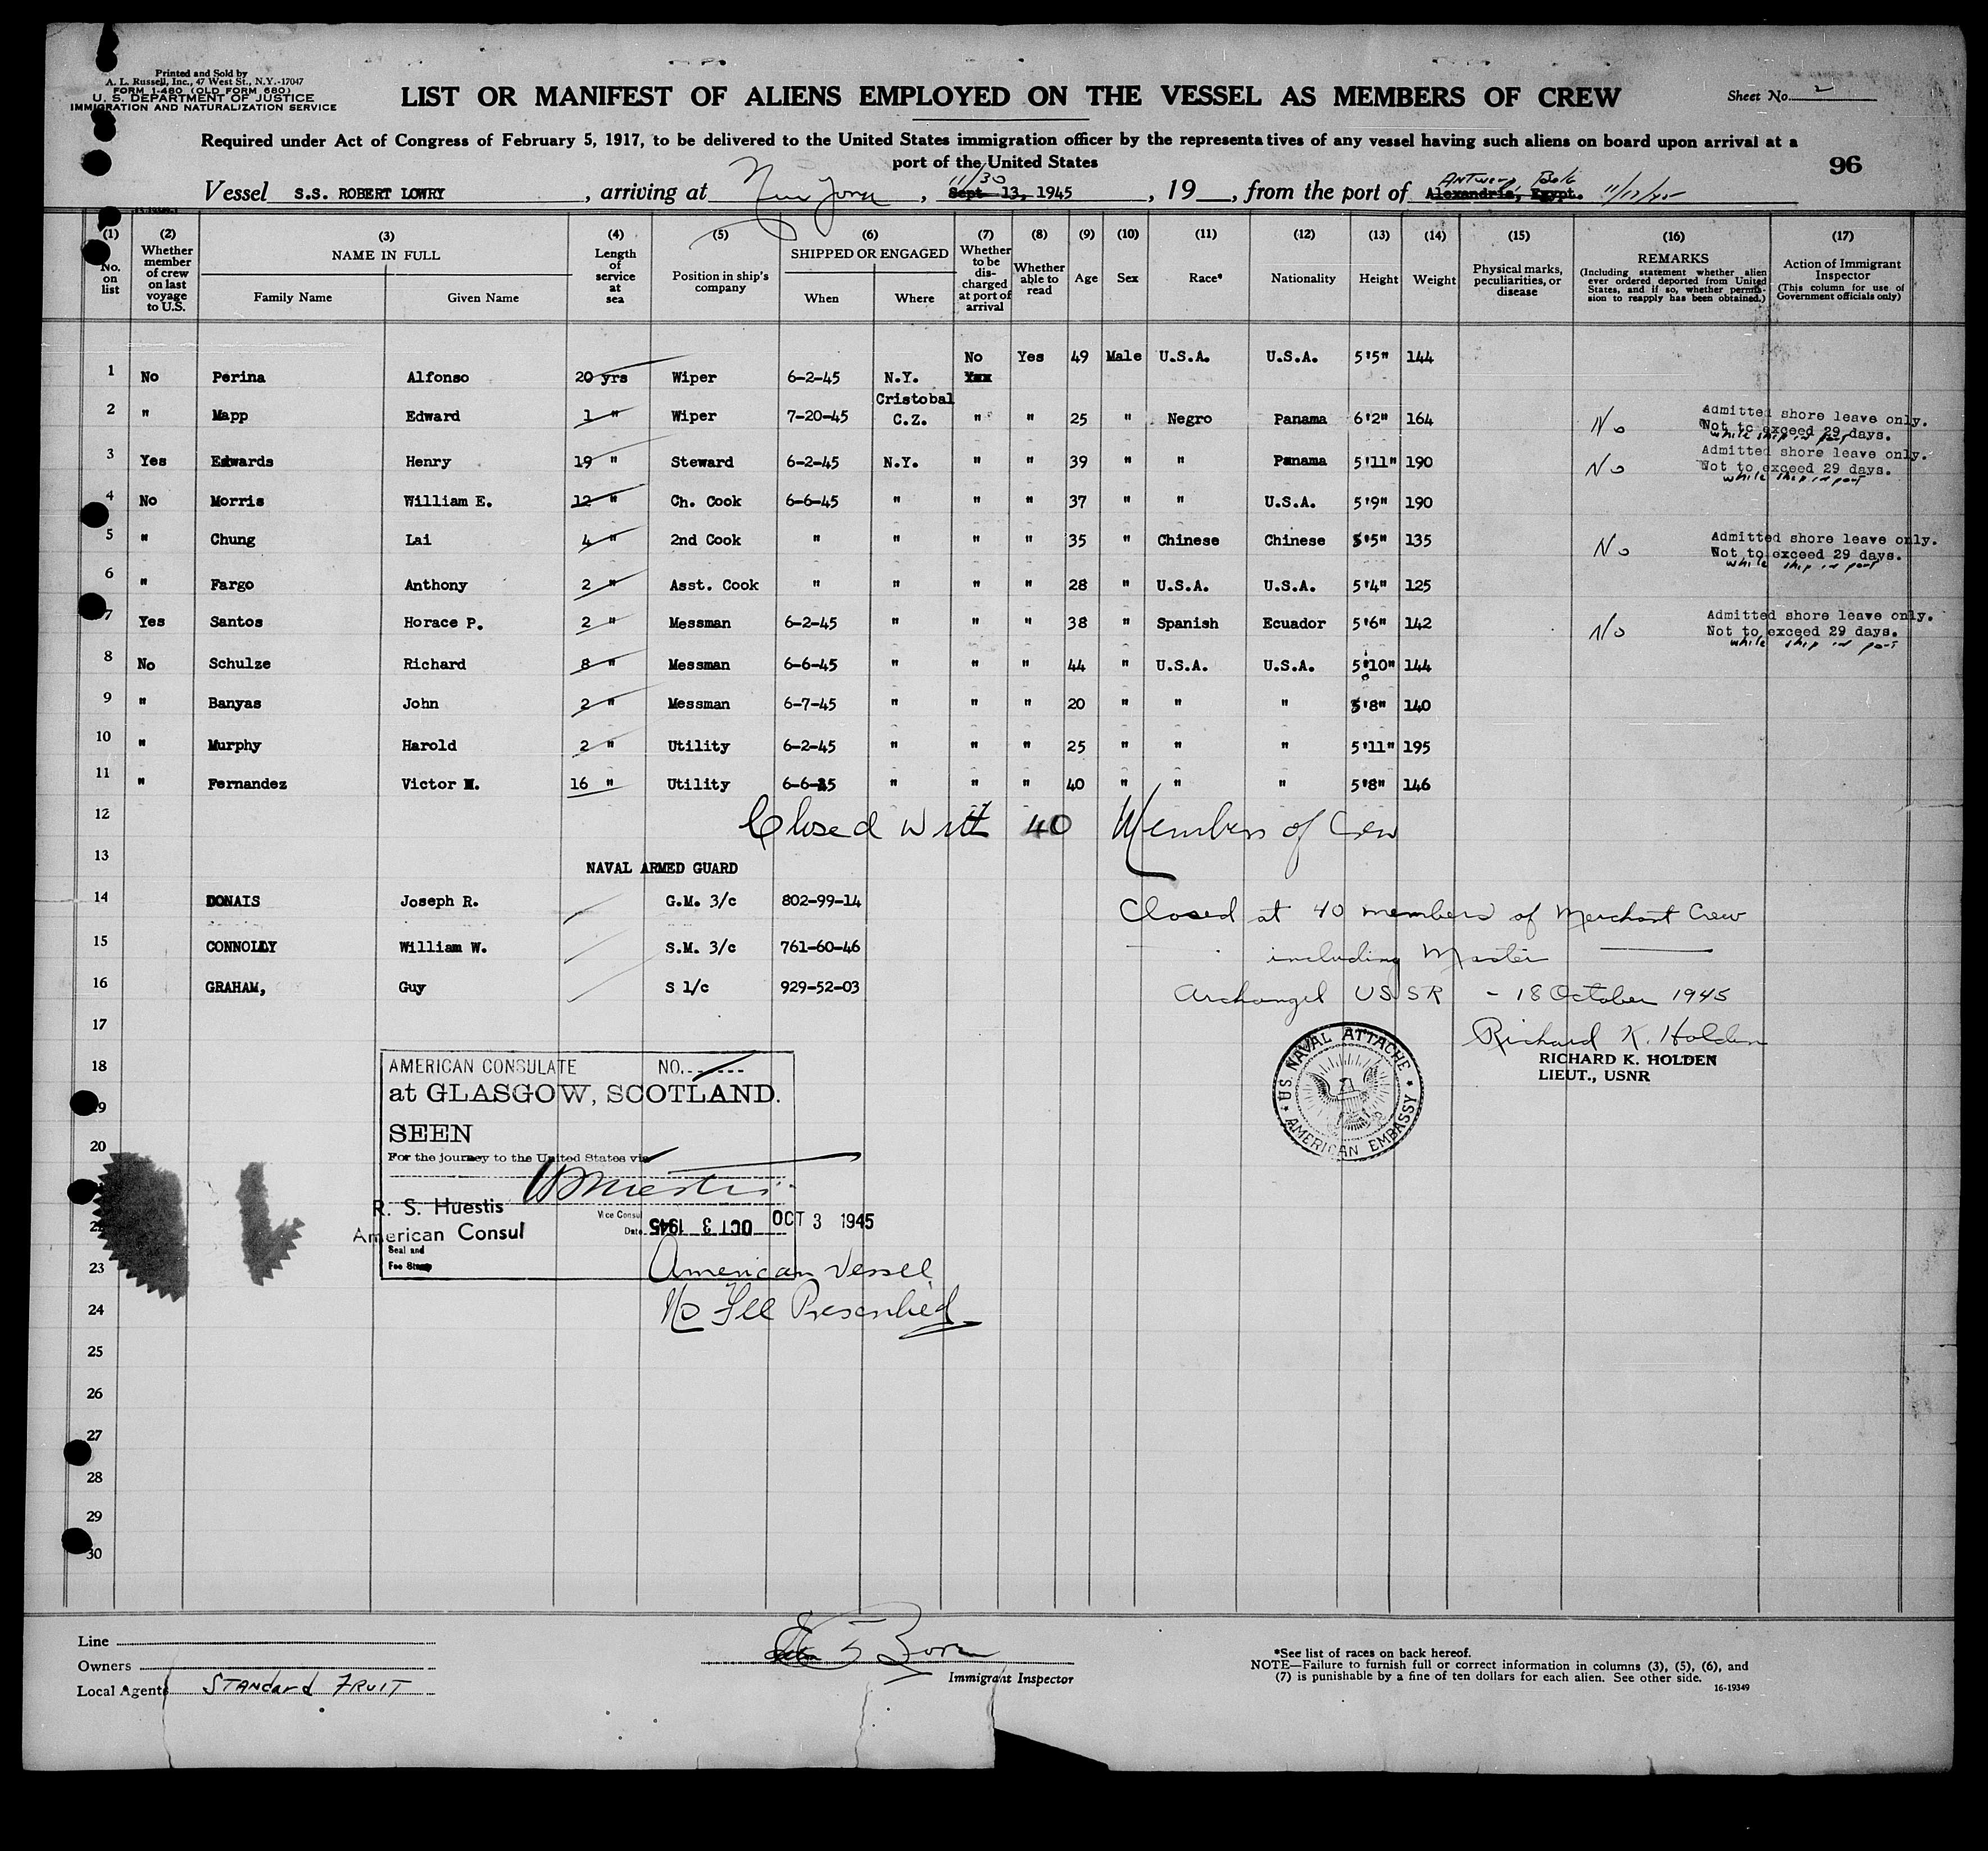 Printed and Sold by
A. L. Russell, Inc., 47 West St., N.Y.-17047
FORM I-480 (OLD FORM 680)
U. S. DEPARTMENT OF JUSTICE
IMMIGRATION AND NATURALIZATION SERVICE
LIST OR MANIFEST OF ALIENS EMPLOYED ON THE VESSEL AS MEMBERS OF CREW
Sheet No. 2
Required under Act of Congress of February 5, 1917, to be delivered to the United States immigration officer by the representatives of any vessel having such aliens on board upon arrival at a
port of the United States
96
11/30 Antwerp, Belg
Vessel S.S. ROBERT LOWRY, arriving at New York, Sept 13, 1945, 19__, from the port of Alexandria, Egypt. 11/17/45
(1) (2) (3) (4) (5) (6) (7) (8) (9) (10) (11) (12) (13) (14) (15) (16) (17)
No. on list
Whether member of crew on last voyage to U.S.
NAME IN FULL
Family Name Given Name
Length of service at sea
Position in ship's company
SHIPPED OR ENGAGED
When Where
Whether to be discharged at port of arrival
Whether able to read
Age Sex Race* Nationality Height Weight
Physical marks, peculiarities, or disease
REMARKS
(Including statement whether alien ever ordered deported from United States, and if so, whether permission to reapply has been obtained.)
Action of Immigrant Inspector
(This column for use of Government officials only)
No Yes 49 Male U.S.A. U.S.A. 5'5" 144
1 No Perina Alfonso 20 yrs Wiper 6-2-45 N.Y. Yes
Cristobal
2 " Mapp Edward 1 " Wiper 7-20-45 C.Z. " " 25 " Negro Panama 6'2" 164 No Admitted shore leave only.
Not to exceed 29 days.
while ship in port
3 Yes Edwards Henry 19 " Steward 6-2-45 N.Y. " " 39 " " Panama 5'11" 190 No Admitted shore leave only.
Not to exceed 29 days.
while ship in port
4 No Morris William E. 12 " Ch. Cook 6-6-45 " " " 37 " " U.S.A. 5'9" 190
5 " Chung Lai 4 " 2nd Cook " " " " 35 " Chinese Chinese 5'5" 135 No Admitted shore leave only.
Not to exceed 29 days.
while ship in port
6 " Fargo Anthony 2 " Asst. Cook " " " " 28 " U.S.A. U.S.A. 5'4" 125
7 Yes Santos Horace P. 2 " Messman 6-2-45 " " " 38 " Spanish Ecuador 5'6" 142 No Admitted shore leave only.
Not to exceed 29 days.
while ship in port
8 No Schulze Richard 8 " Messman 6-6-45 " " " 44 " U.S.A. U.S.A. 5'10" 144
9 " Banyas John 2 " Messman 6-7-45 " " " 20 " " " 5'8" 140
10 " Murphy Harold 2 " Utility 6-2-45 " " " 25 " " " 5'11" 195
11 " Fernandez Victor M. 16 " Utility 6-6-45 " " " 40 " " " 5'8" 146
12 Closed with 40 Members of Crew
13 NAVAL ARMED GUARD
14 DONAIS Joseph R. G.M. 3/c 802-99-14 Closed at 40 members of Merchant Crew
15 CONNOLLY William W. S.M. 3/c 761-60-46 including Master
16 GRAHAM, Guy S 1/c 929-52-03 Archangel USSR - 18 October 1945
17 Richard K. Holden
RICHARD K. HOLDEN
LIEUT., USNR
U.S. NAVAL ATTACHE
AMERICAN EMBASSY
18 AMERICAN CONSULATE NO.
19 at GLASGOW, SCOTLAND.
20 SEEN
For the journey to the United States via
R. S. Huestis
22 American Consul
Vice Consul
Date OCT 3 1945 OCT 3 1945
Seal and
Fee Stamp
23 American Vessel
24 No Fee Prescribed
25
26
27
28
29
30
Line
Owners
Local Agents Standard Fruit
Immigrant Inspector
*See list of races on back hereof.
NOTE—Failure to furnish full or correct information in columns (3), (5), (6), and
(7) is punishable by a fine of ten dollars for each alien. See other side.
16-19349